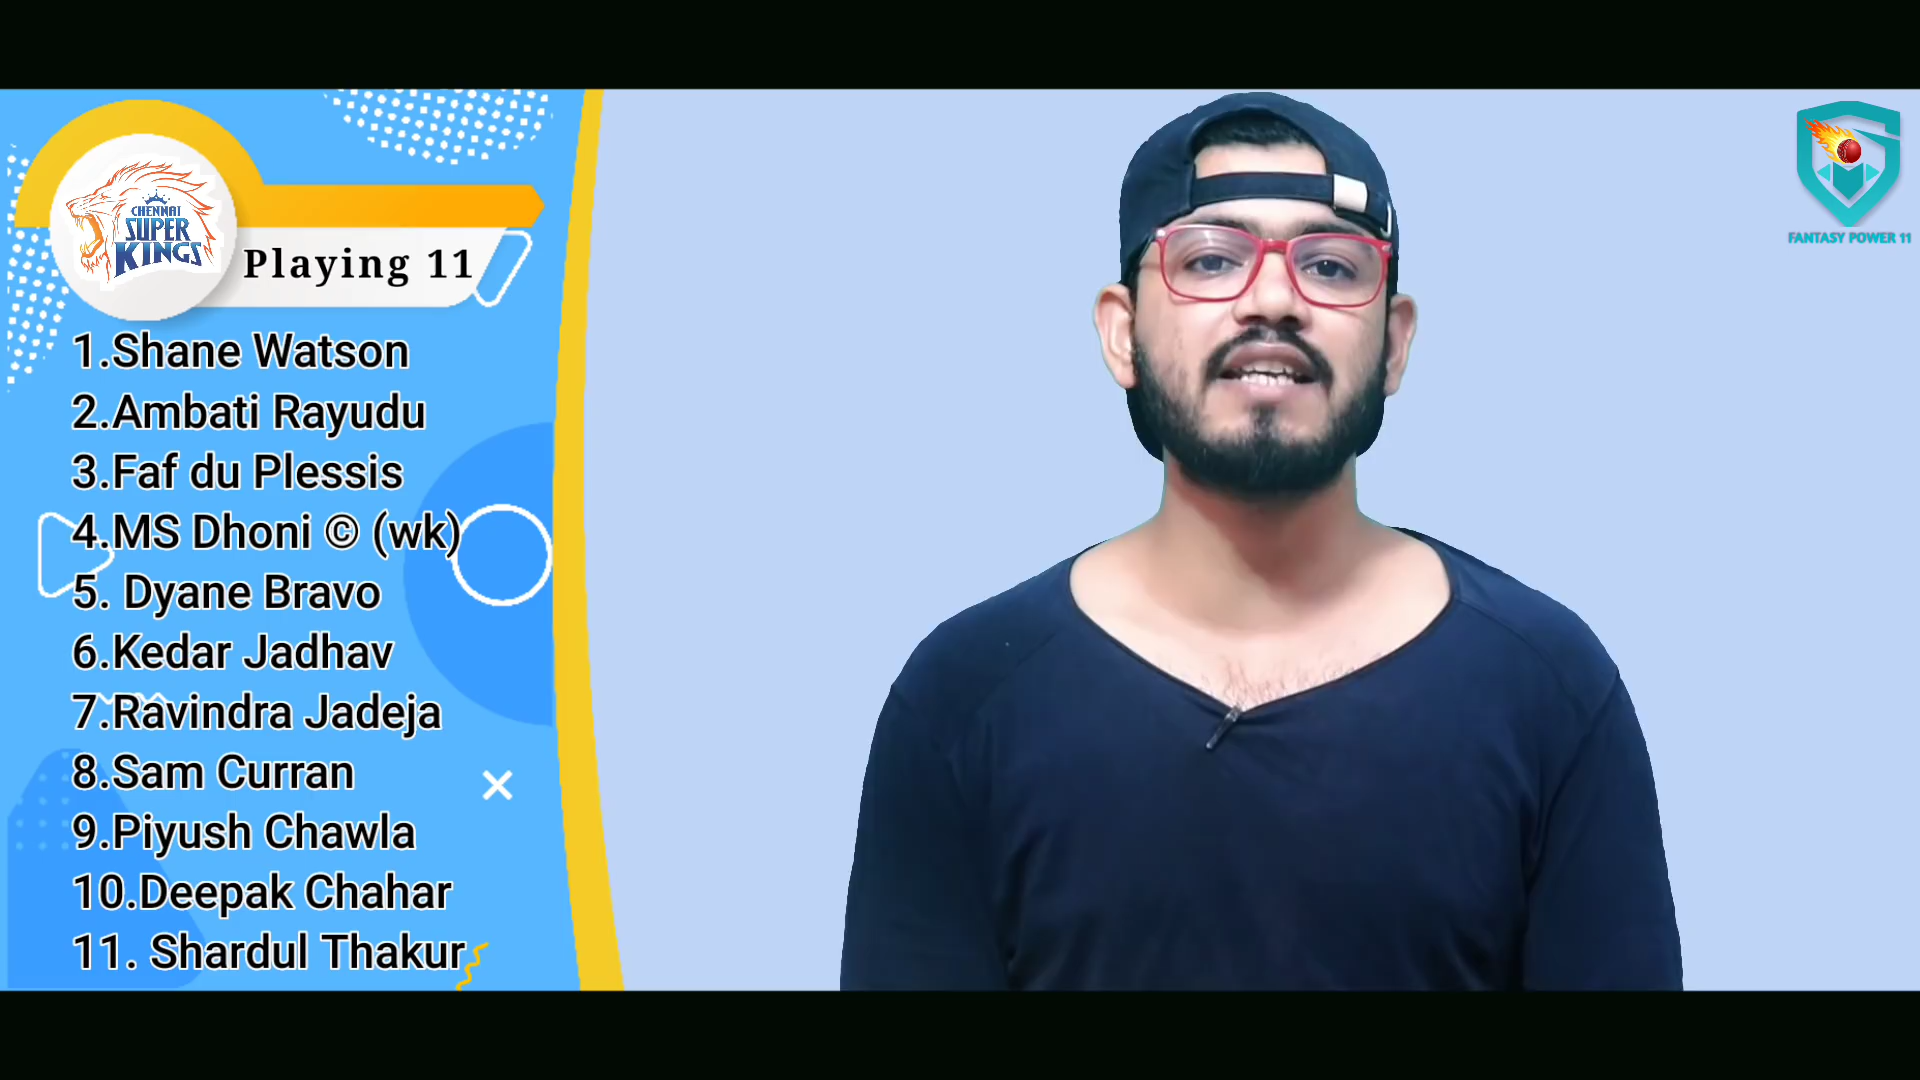 CHENNAI
SUPER
KINGS
Playing 11
1.Shane Watson
2.Ambati Rayudu
3.Faf du Plessis
4.MS Dhoni © (wk)
5. Dyane Bravo
6.Kedar Jadhav
7.Ravindra Jadeja
8.Sam Curran
9.Piyush Chawla
10.Deepak Chahar
11. Shardul Thakur
FANTASY POWER 11